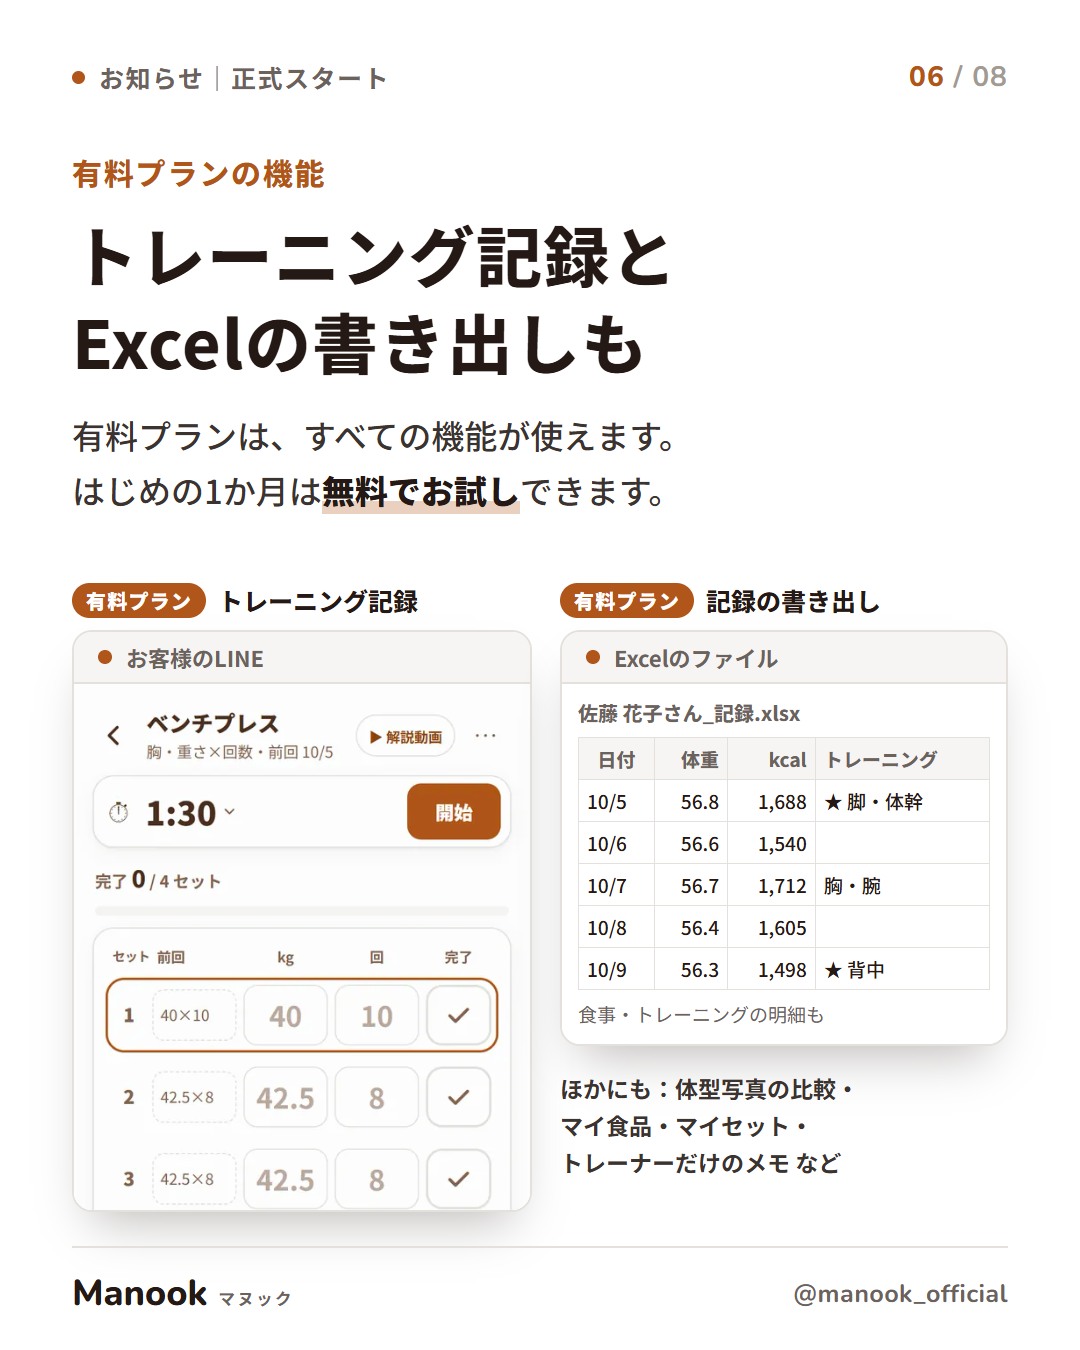 お知らせ｜正式スタート
06 / 08
有料プランの機能
トレーニング記録と
Excelの書き出しも
有料プランは、すべての機能が使えます。
はじめの1か月は無料でお試しできます。
有料プラン トレーニング記録
お客様のLINE
ベンチプレス
胸・重さ×回数・前回 10/5
▶ 解説動画 …
1:30
開始
完了 0 / 4 セット
セット 前回 kg 回 完了
1 40×10 40 10 ✓
2 42.5×8 42.5 8 ✓
3 42.5×8 42.5 8 ✓
有料プラン 記録の書き出し
Excelのファイル
佐藤 花子さん_記録.xlsx
日付 体重 kcal トレーニング
10/5 56.8 1,688 ★ 脚・体幹
10/6 56.6 1,540
10/7 56.7 1,712 胸・腕
10/8 56.4 1,605
10/9 56.3 1,498 ★ 背中
食事・トレーニングの明細も
ほかにも：体型写真の比較・
マイ食品・マイセット・
トレーナーだけのメモ など
Manook マヌック
@manook_official